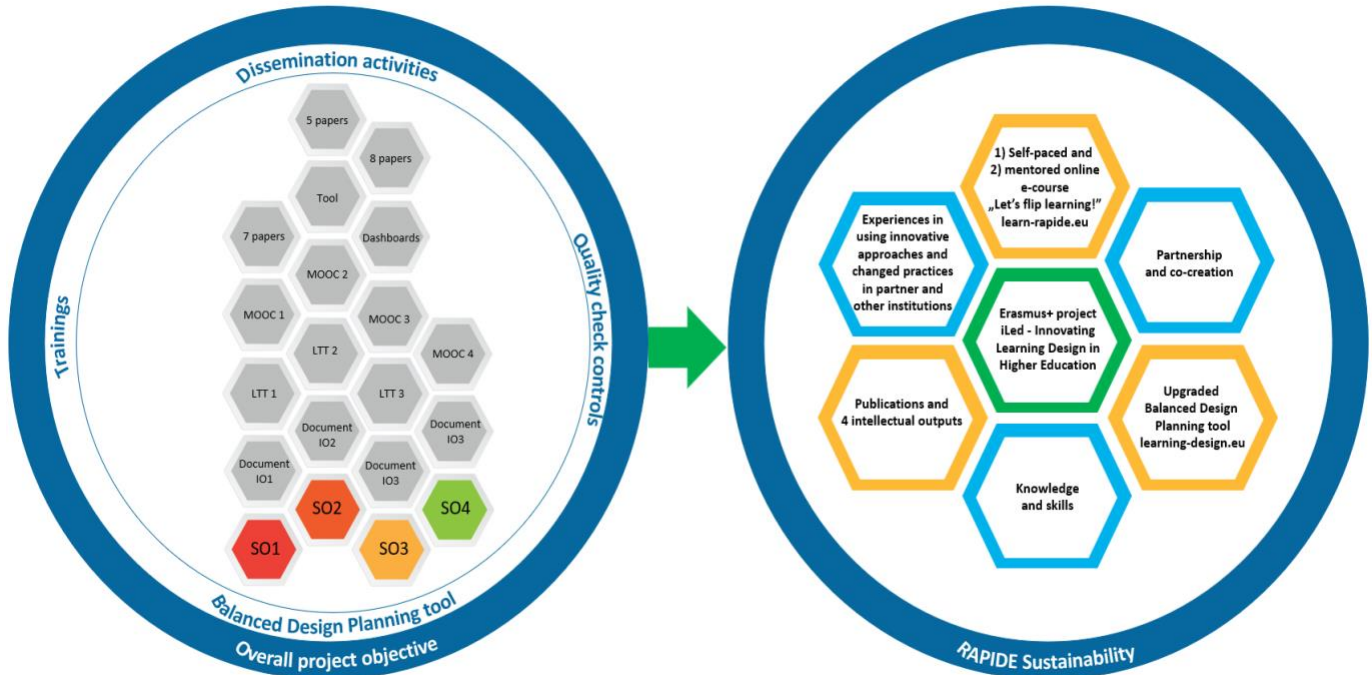 Dissemination activities
Trainings
Quality check controls
Balanced Design Planning tool
Overall project objective
5 papers
8 papers
Tool
7 papers
Dashboards
MOOC 2
MOOC 1
MOOC 3
LTT 2
MOOC 4
LTT 1
LTT 3
Document
IO2
Document
IO3
Document
IO1
Document
IO3
SO2
SO4
SO1
SO3
1) Self-paced and
2) mentored online
e-course
„Let’s flip learning!”
learn-rapide.eu
Experiences in
using innovative
approaches and
changed practices
in partner and
other institutions
Partnership
and co-creation
Erasmus+ project
iLed - Innovating
Learning Design in
Higher Education
Publications and
4 intellectual outputs
Upgraded
Balanced Design
Planning tool
learning-design.eu
Knowledge
and skills
RAPIDE Sustainability